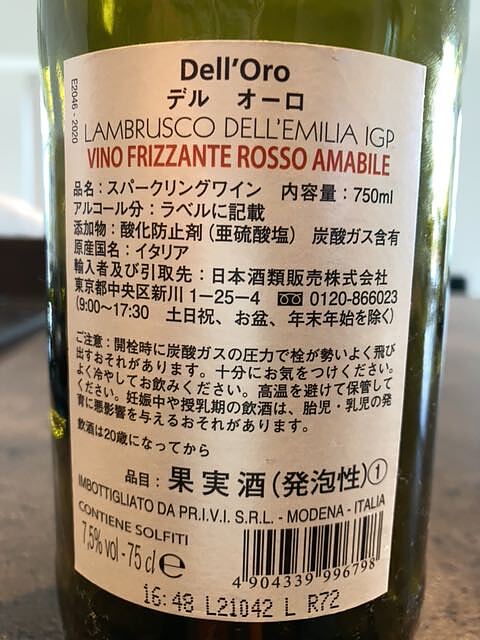 E2046 - 2020
Dell'Oro
デル オーロ
LAMBRUSCO DELL'EMILIA IGP
VINO FRIZZANTE ROSSO AMABILE
品名：スパークリングワイン 内容量：750ml
アルコール分：ラベルに記載
添加物：酸化防止剤（亜硫酸塩） 炭酸ガス含有
原産国名：イタリア
輸入者及び引取先：日本酒類販売株式会社
東京都中央区新川 1-25-4 0120-866023
(9:00～17:30 土日祝、お盆、年末年始を除く)
ご注意：開栓時に炭酸ガスの圧力で栓が勢いよく飛び
出すおそれがあります。十分にお気をつけください。
よく冷やしてお飲みください。高温を避けて保管して
ください。妊娠中や授乳期の飲酒は、胎児・乳児の発
育に悪影響を与えるおそれがあります。
飲酒は20歳になってから
品目：果実酒（発泡性）①
IMBOTTIGLIATO DA PR.I.V.I. S.R.L. - MODENA - ITALIA
CONTIENE SOLFITI
7,5% vol - 75 cl e
4 904339 996798
16:48 L21042 L R72